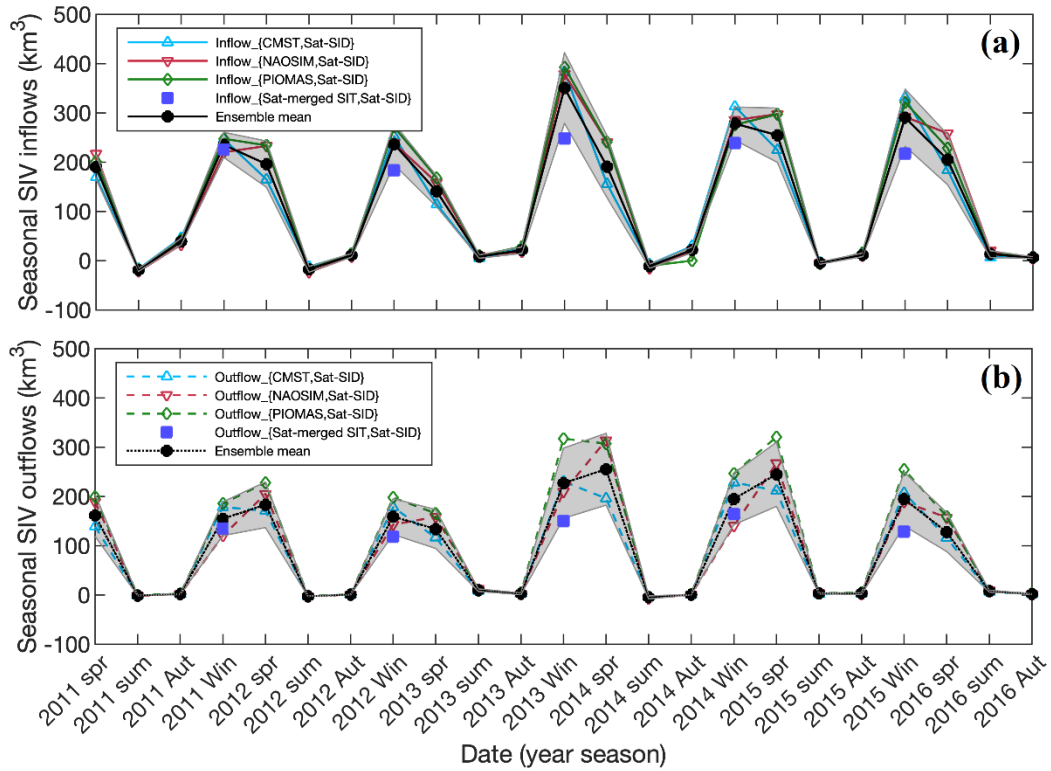 (a)
Seasonal SIV inflows (km³)
500
400
300
200
100
0
-100
Inflow_{CMST,Sat-SID}
Inflow_{NAOSIM,Sat-SID}
Inflow_{PIOMAS,Sat-SID}
Inflow_{Sat-merged SIT,Sat-SID}
Ensemble mean
(b)
Seasonal SIV outflows (km³)
500
400
300
200
100
0
-100
Outflow_{CMST,Sat-SID}
Outflow_{NAOSIM,Sat-SID}
Outflow_{PIOMAS,Sat-SID}
Outflow_{Sat-merged SIT,Sat-SID}
Ensemble mean
2011 spr
2011 sum
2011 Aut
2011 Win
2012 spr
2012 sum
2012 Aut
2012 Win
2013 spr
2013 sum
2013 Aut
2013 Win
2014 spr
2014 sum
2014 Aut
2014 Win
2015 spr
2015 sum
2015 Aut
2015 Win
2016 spr
2016 sum
2016 Aut
Date (year season)